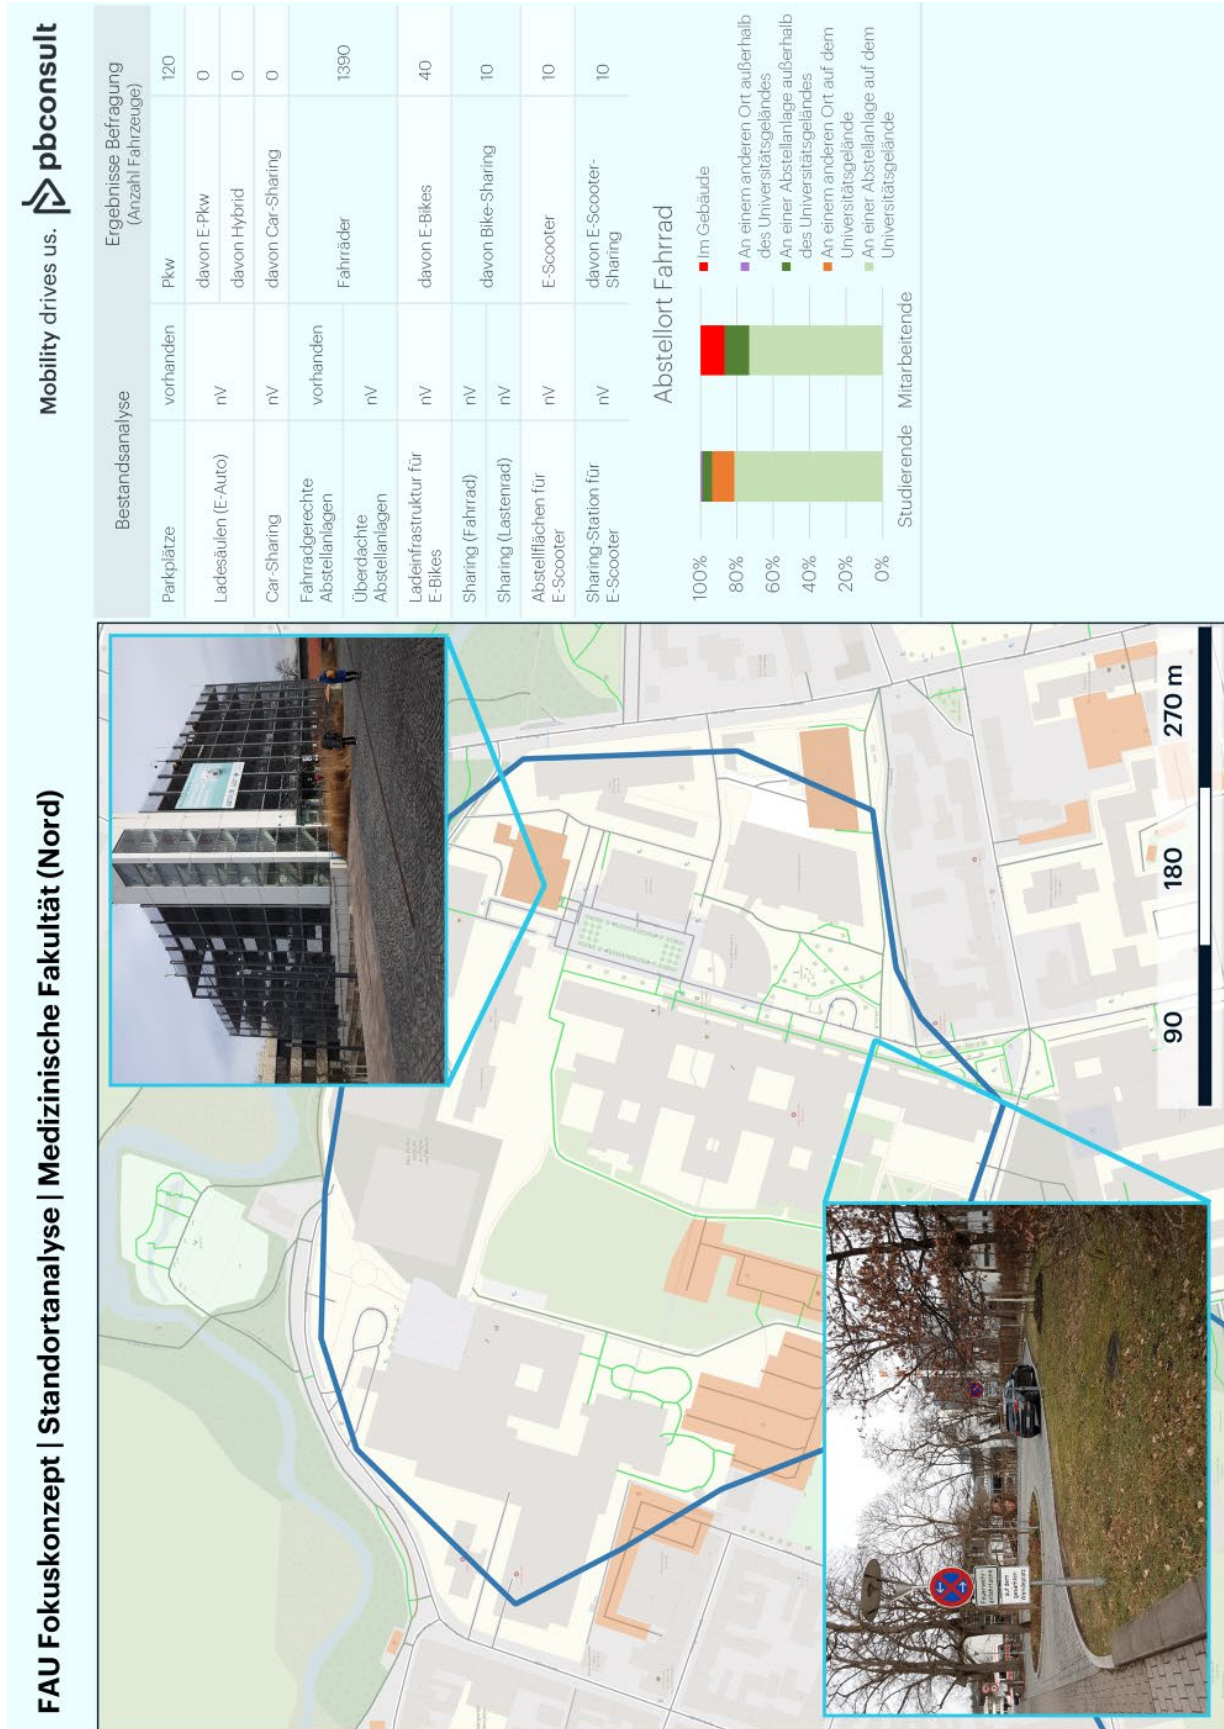 FAU Fokuskonzept | Standortanalyse | Medizinische Fakultät (Nord)
Mobility drives us.
pbconsult
Bestandsanalyse
Ergebnisse Befragung
(Anzahl Fahrzeuge)
Parkplätze vorhanden Pkw 120
Ladesäulen (E-Auto) nV davon E-Pkw 0
davon Hybrid 0
Car-Sharing nV davon Car-Sharing 0
Fahrradgerechte
Abstellanlagen
vorhanden
Fahrräder 1390
Überdachte
Abstellanlagen
nV
Ladeinfrastruktur für
E-Bikes
nV davon E-Bikes 40
Sharing (Fahrrad) nV davon Bike-Sharing 10
Sharing (Lastenrad) nV
Abstellflächen für
E-Scooter
nV E-Scooter 10
Sharing-Station für
E-Scooter
nV
davon E-Scooter-
Sharing
10
Abstellort Fahrrad
100%
80%
60%
40%
20%
0%
Studierende Mitarbeitende
Im Gebäude
An einem anderen Ort außerhalb
des Universitätsgeländes
An einer Abstellanlage außerhalb
des Universitätsgeländes
An einem anderen Ort auf dem
Universitätsgelände
An einer Abstellanlage auf dem
Universitätsgelände
Feuerwehr-
anfahrtszone
auf dem
gesamten
Wendeplatz
90 180 270 m